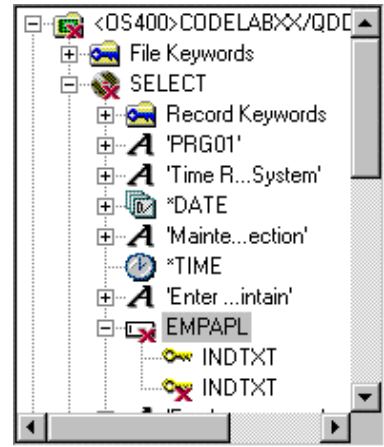 <OS400>CODELABXX/QDD
File Keywords
SELECT
Record Keywords
'PRG01'
'Time R...System'
*DATE
'Mainte...ection'
*TIME
'Enter ...intain'
EMPAPL
INDTXT
INDTXT